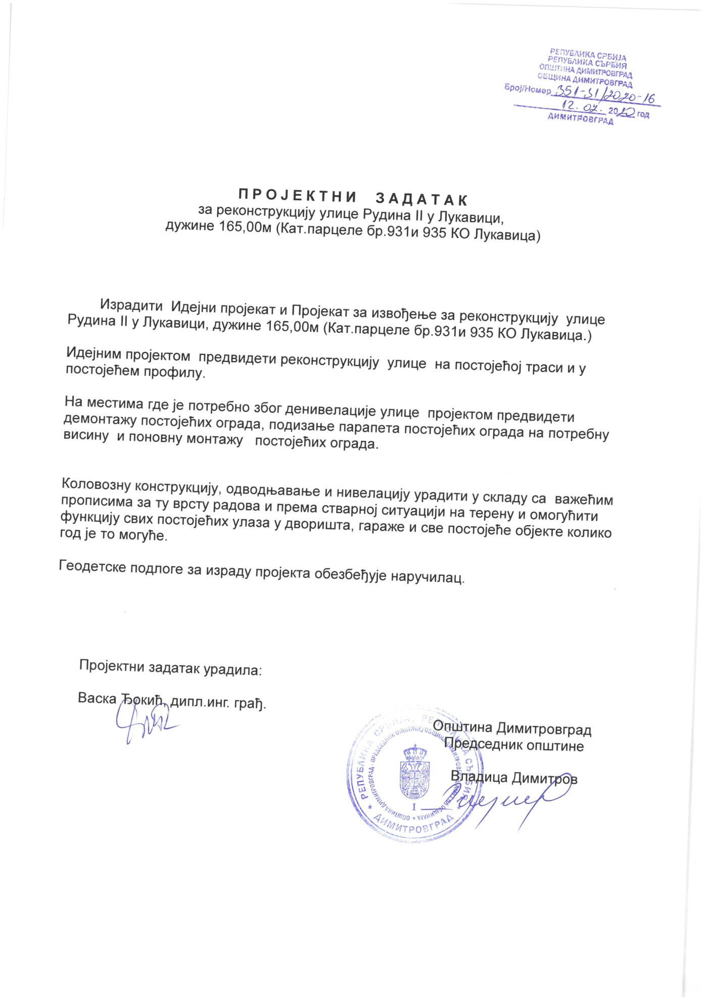 РЕПУБЛИКА СРБИЈА
РЕПУБЛИКА СЪРБИЯ
ОПШТИНА ДИМИТРОВГРАД
ОБЩИНА ДИМИТРОВГРАД
Број/Номер 351-31/2020-16
12.02. 2020 год
ДИМИТРОВГРАД
ПРОЈЕКТНИ ЗАДАТАК
за реконструкцију улице Рудина II у Лукавици,
дужине 165,00м (Кат.парцеле бр.931и 935 КО Лукавица)
Израдити Идејни пројекат и Пројекат за извођење за реконструкцију улице
Рудина II у Лукавици, дужине 165,00м (Кат.парцеле бр.931и 935 КО Лукавица.)
Идејним пројектом предвидети реконструкцију улице на постојећој траси и у
постојећем профилу.
На местима где је потребно због денивелације улице пројектом предвидети
демонтажу постојећих ограда, подизање парапета постојећих ограда на потребну
висину и поновну монтажу постојећих ограда.
Коловозну конструкцију, одводњавање и нивелацију урадити у складу са важећим
прописима за ту врсту радова и према стварној ситуацији на терену и омогућити
функцију свих постојећих улаза у дворишта, гараже и све постојеће објекте колико
год је то могуће.
Геодетске подлоге за израду пројекта обезбеђује наручилац.
Пројектни задатак урадила:
Васка Ђокић, дипл.инг. грађ.
Општина Димитровград
Председник општине
Владица Димитров
РЕПУБЛИКА СРБИЈА, РЕПУБЛИКА СЪРБИЯ
ОПШТИНА ДИМИТРОВГРАД - ПРЕДСЕДНИК ОПШТИНЕ/ОБЩИНА ДИМИТРОВГРАД
I
* ДИМИТРОВГРАД *